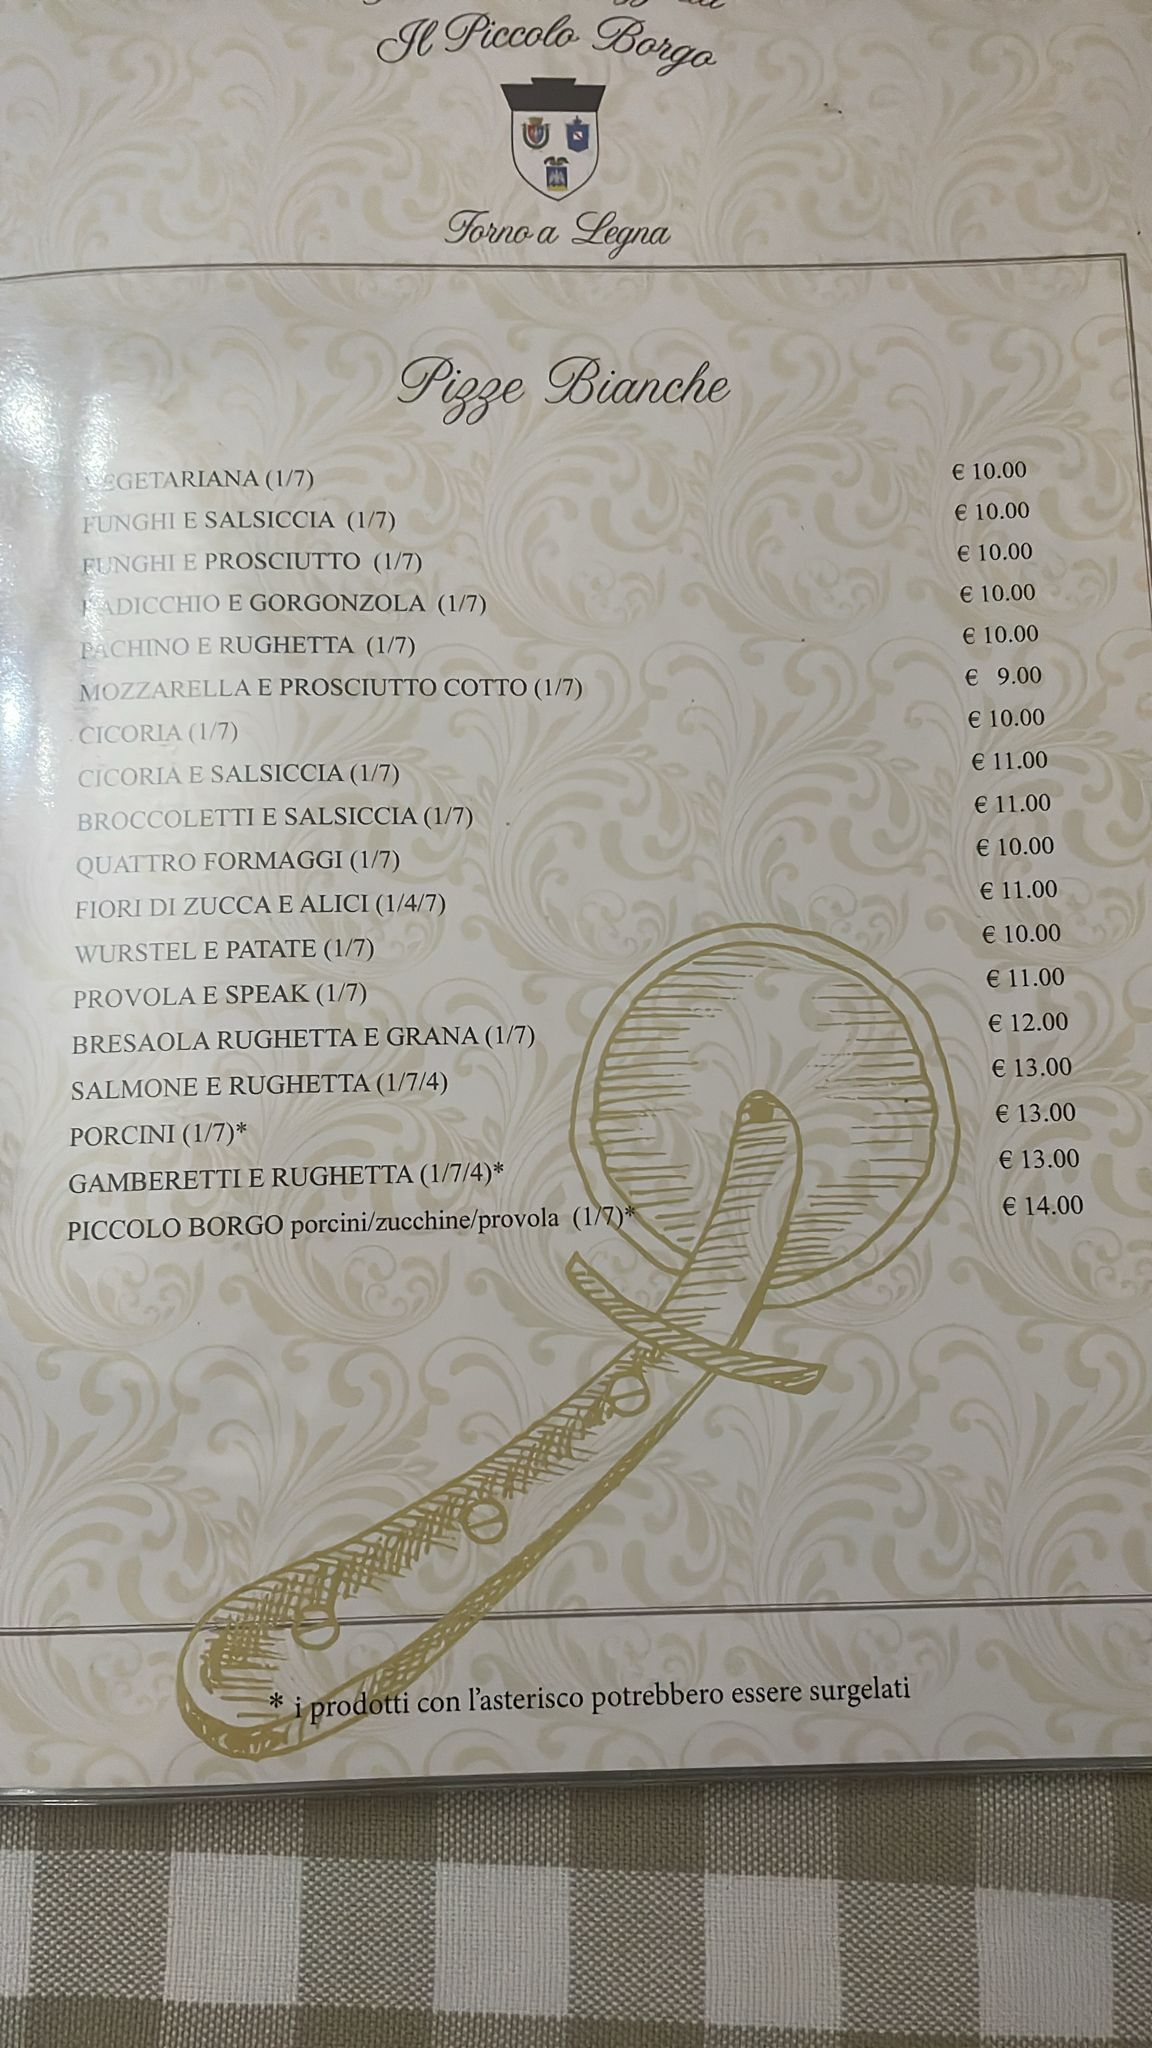 Il Piccolo Borgo
Forno a Legna
Pizze Bianche
VEGETARIANA (1/7) € 10.00
FUNGHI E SALSICCIA (1/7) € 10.00
FUNGHI E PROSCIUTTO (1/7) € 10.00
RADICCHIO E GORGONZOLA (1/7) € 10.00
PACHINO E RUGHETTA (1/7) € 10.00
MOZZARELLA E PROSCIUTTO COTTO (1/7) € 9.00
CICORIA (1/7) € 10.00
CICORIA E SALSICCIA (1/7) € 11.00
BROCCOLETTI E SALSICCIA (1/7) € 11.00
QUATTRO FORMAGGI (1/7) € 10.00
FIORI DI ZUCCA E ALICI (1/4/7) € 11.00
WURSTEL E PATATE (1/7) € 10.00
PROVOLA E SPEAK (1/7) € 11.00
BRESAOLA RUGHETTA E GRANA (1/7) € 12.00
SALMONE E RUGHETTA (1/7/4) € 13.00
PORCINI (1/7)* € 13.00
GAMBERETTI E RUGHETTA (1/7/4)* € 13.00
PICCOLO BORGO porcini/zucchine/provola (1/7)* € 14.00
* i prodotti con l'asterisco potrebbero essere surgelati